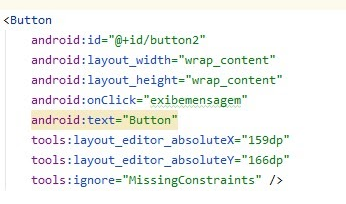 <Button
android:id="@+id/button2"
android:layout_width="wrap_content"
android:layout_height="wrap_content"
android:onClick="exibemensagem"
android:text="Button"
tools:layout_editor_absoluteX="159dp"
tools:layout_editor_absoluteY="166dp"
tools:ignore="MissingConstraints" />